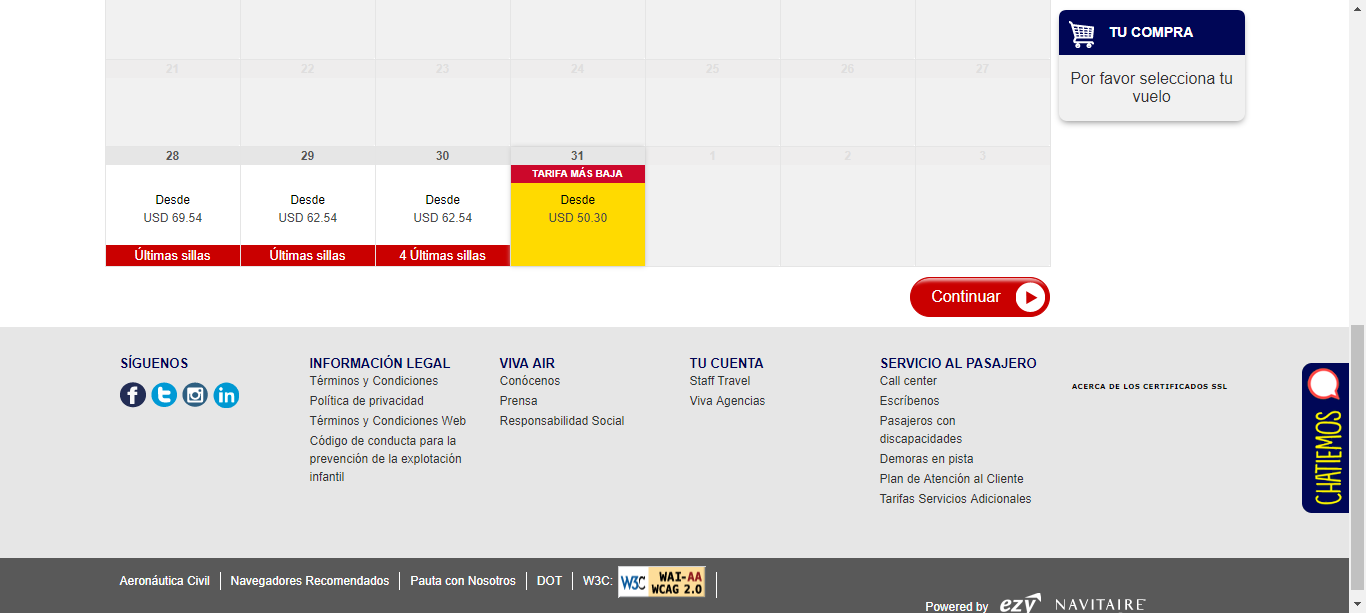 TU COMPRA
Por favor selecciona tu
vuelo
21 22 23 24 25 26 27
28 29 30 31 1 2 3
TARIFA MÁS BAJA
Desde Desde Desde Desde
USD 69.54 USD 62.54 USD 62.54 USD 50.30
Últimas sillas Últimas sillas 4 Últimas sillas
Continuar
SÍGUENOS
INFORMACIÓN LEGAL
Términos y Condiciones
Política de privacidad
Términos y Condiciones Web
Código de conducta para la
prevención de la explotación
infantil
VIVA AIR
Conócenos
Prensa
Responsabilidad Social
TU CUENTA
Staff Travel
Viva Agencias
SERVICIO AL PASAJERO
Call center
Escríbenos
Pasajeros con
discapacidades
Demoras en pista
Plan de Atención al Cliente
Tarifas Servicios Adicionales
ACERCA DE LOS CERTIFICADOS SSL
CHATIEMOS
Aeronáutica Civil Navegadores Recomendados Pauta con Nosotros DOT W3C: W3C WAI-AA
WCAG 2.0
Powered by ezy NAVITAIRE